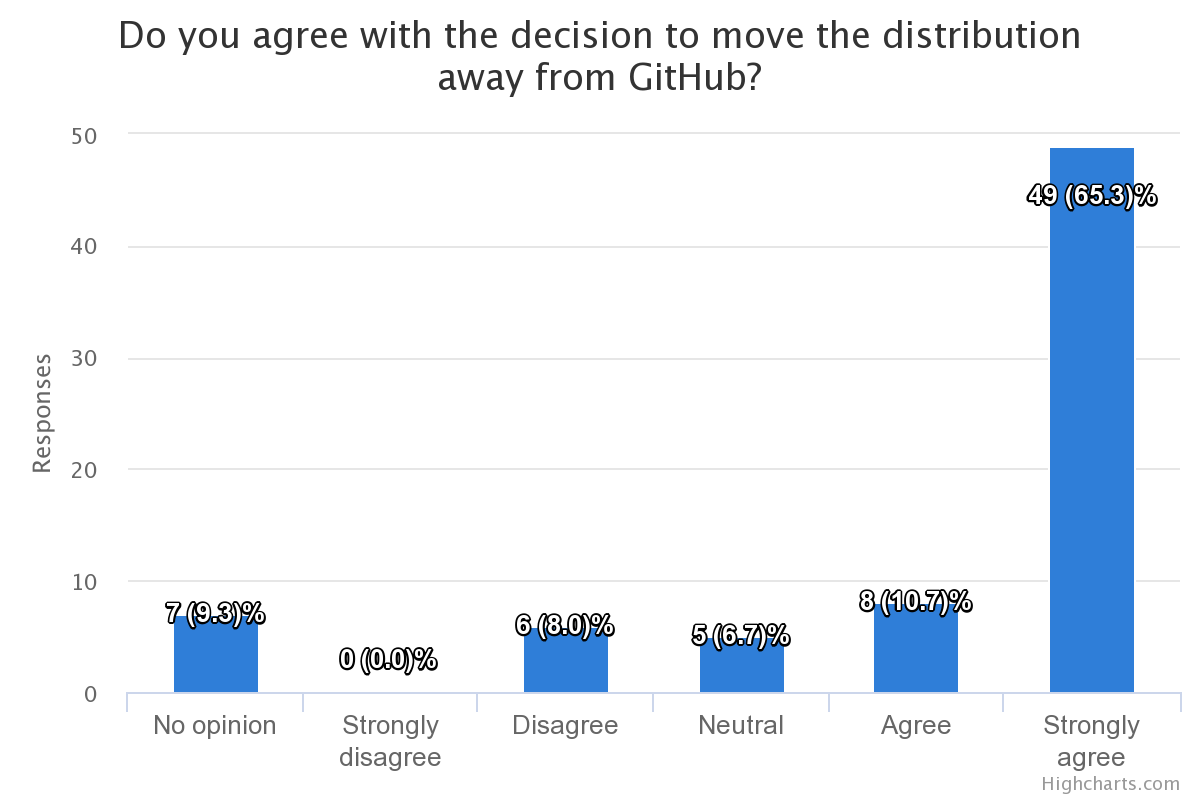 Do you agree with the decision to move the distribution
away from GitHub?
50
40
30
20
10
0
Responses
7 (9.3)%
0 (0.0)%
6 (8.0)%
5 (6.7)%
8 (10.7)%
49 (65.3)%
No opinion
Strongly
disagree
Disagree
Neutral
Agree
Strongly
agree
Highcharts.com